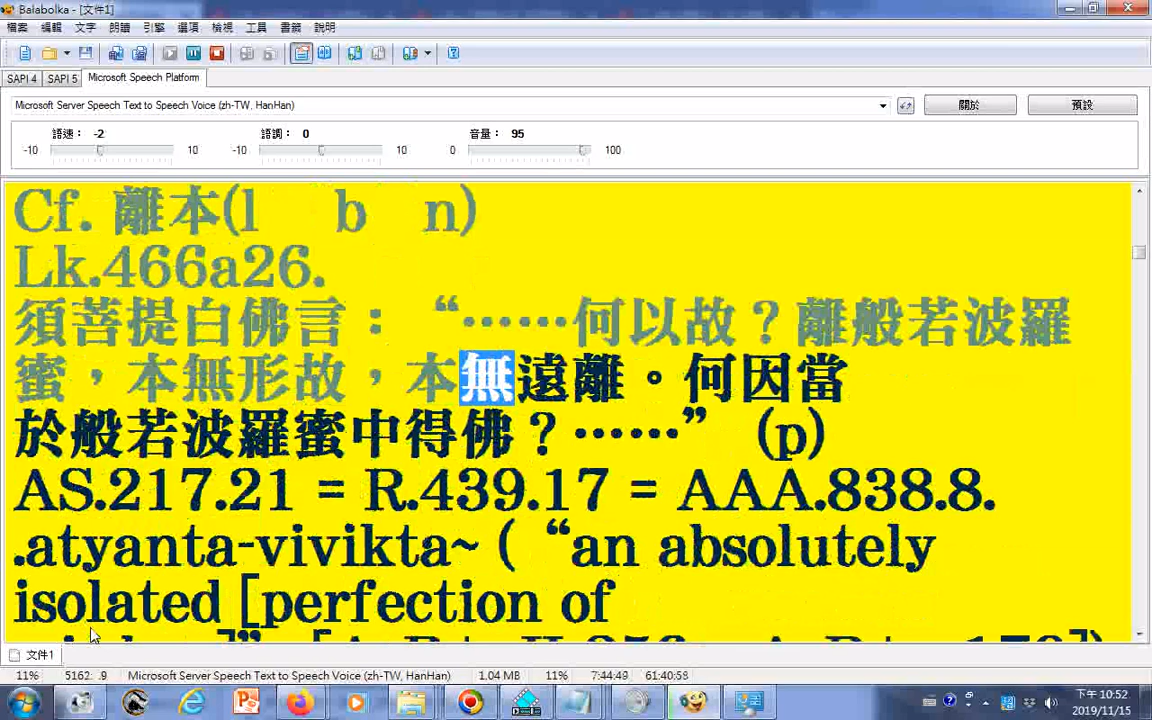 Balabolka - [文件1]
檔案 編輯 文字 朗讀 引擎 選項 檢視 工具 書籤 說明
SAPI 4 SAPI 5 Microsoft Speech Platform
Microsoft Server Speech Text to Speech Voice (zh-TW, HanHan) 關於 預設
語速： -2 語調： 0 音量： 95
-10 10 -10 10 0 100
Cf. 離本(l b n)
Lk.466a26.
須菩提白佛言：“⋯⋯何以故？離般若波羅
蜜，本無形故，本無遠離。何因當
於般若波羅蜜中得佛？⋯⋯” (p)
AS.217.21 = R.439.17 = AAA.838.8.
.atyanta-vivikta~ (“an absolutely
isolated [perfection of
文件1
11% 5162: .9 Microsoft Server Speech Text to Speech Voice (zh-TW, HanHan) 1.04 MB 11% 7:44:49 61:40:58
下午 10:52
2019/11/15